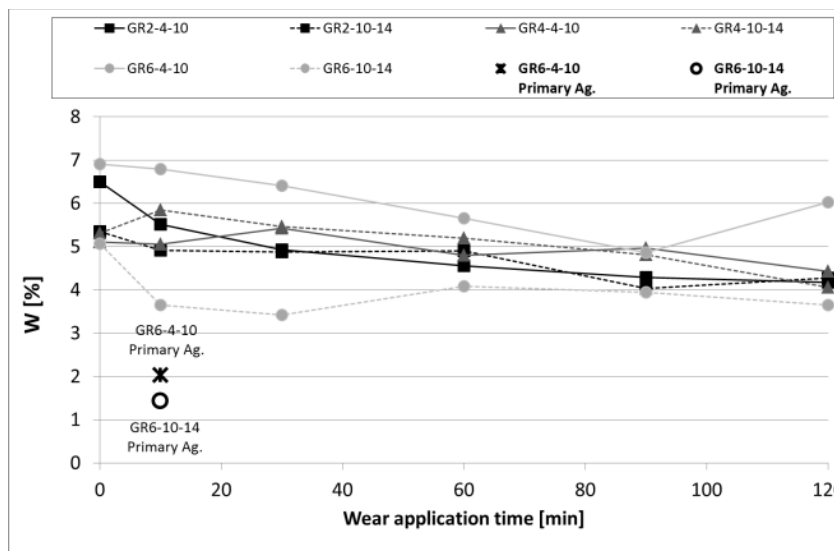 GR2-4-10 GR2-10-14 GR4-4-10 GR4-10-14
GR6-4-10 GR6-10-14 GR6-4-10 GR6-10-14
Primary Ag. Primary Ag.
8
7
6
5
4
3
2
1
0
W [%]
GR6-4-10
Primary Ag.
GR6-10-14
Primary Ag.
0 20 40 60 80 100 120
Wear application time [min]